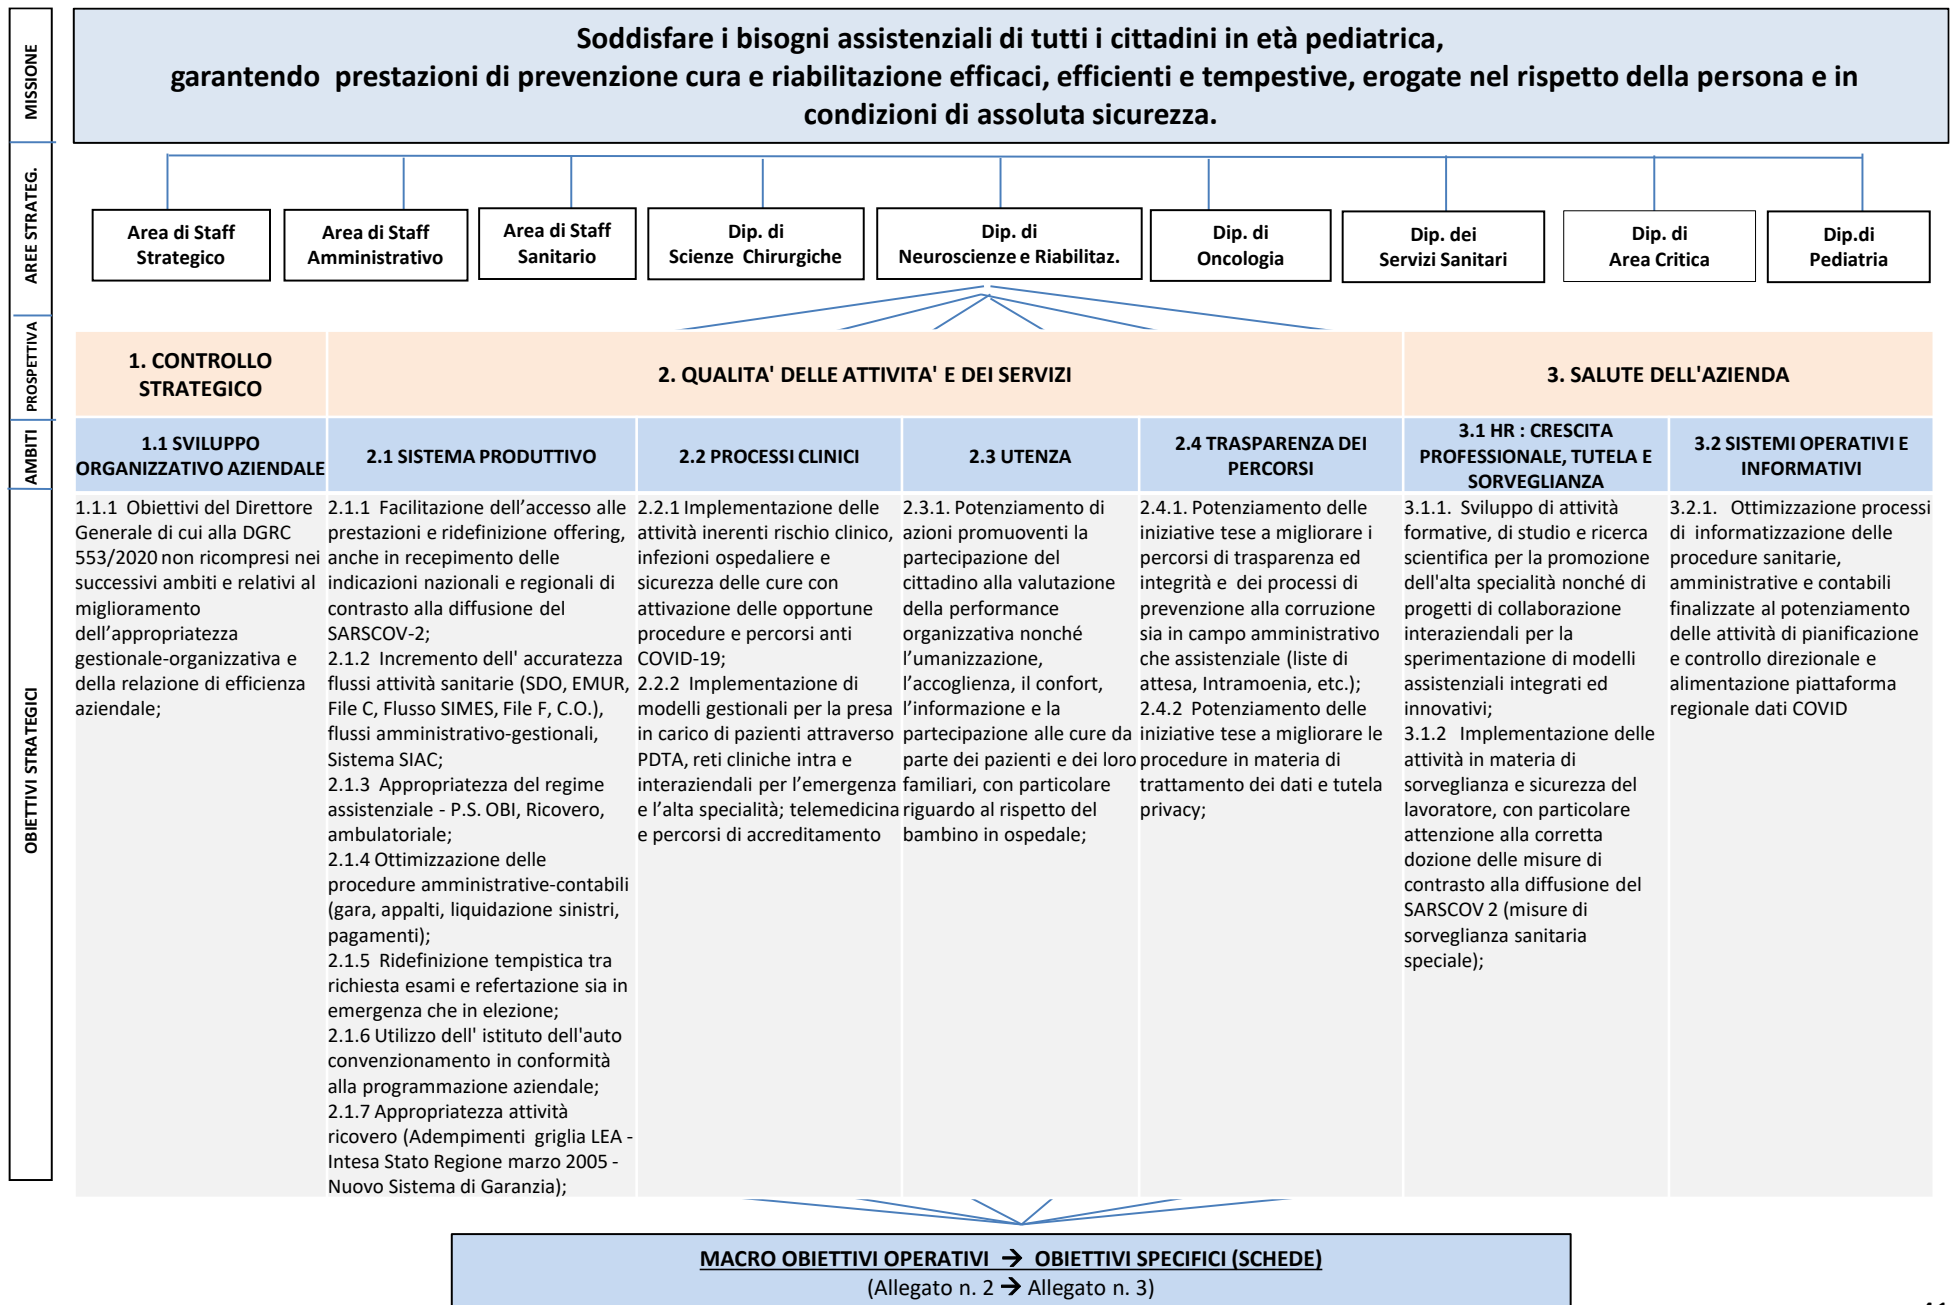 MISSIONE
Soddisfare i bisogni assistenziali di tutti i cittadini in età pediatrica,
garantendo prestazioni di prevenzione cura e riabilitazione efficaci, efficienti e tempestive, erogate nel rispetto della persona e in
condizioni di assoluta sicurezza.
AREE STRATEG.
Area di Staff
Strategico
Area di Staff
Amministrativo
Area di Staff
Sanitario
Dip. di
Scienze Chirurgiche
Dip. di
Neuroscienze e Riabilitaz.
Dip. di
Oncologia
Dip. dei
Servizi Sanitari
Dip. di
Area Critica
Dip.di
Pediatria
PROSPETTIVA
1. CONTROLLO
STRATEGICO
2. QUALITA' DELLE ATTIVITA' E DEI SERVIZI
3. SALUTE DELL'AZIENDA
AMBITI
1.1 SVILUPPO
ORGANIZZATIVO AZIENDALE
2.1 SISTEMA PRODUTTIVO
2.2 PROCESSI CLINICI
2.3 UTENZA
2.4 TRASPARENZA DEI
PERCORSI
3.1 HR : CRESCITA
PROFESSIONALE, TUTELA E
SORVEGLIANZA
3.2 SISTEMI OPERATIVI E
INFORMATIVI
OBIETTIVI STRATEGICI
1.1.1 Obiettivi del Direttore
Generale di cui alla DGRC
553/2020 non ricompresi nei
successivi ambiti e relativi al
miglioramento
dell'appropriatezza
gestionale-organizzativa e
della relazione di efficienza
aziendale;
2.1.1 Facilitazione dell'accesso alle
prestazioni e ridefinizione offering,
anche in recepimento delle
indicazioni nazionali e regionali di
contrasto alla diffusione del
SARSCOV-2;
2.1.2 Incremento dell' accuratezza
flussi attività sanitarie (SDO, EMUR,
File C, Flusso SIMES, File F, C.O.),
flussi amministrativo-gestionali,
Sistema SIAC;
2.1.3 Appropriatezza del regime
assistenziale - P.S. OBI, Ricovero,
ambulatoriale;
2.1.4 Ottimizzazione delle
procedure amministrative-contabili
(gara, appalti, liquidazione sinistri,
pagamenti);
2.1.5 Ridefinizione tempistica tra
richiesta esami e refertazione sia in
emergenza che in elezione;
2.1.6 Utilizzo dell' istituto dell'auto
convenzionamento in conformità
alla programmazione aziendale;
2.1.7 Appropriatezza attività
ricovero (Adempimenti griglia LEA -
Intesa Stato Regione marzo 2005 -
Nuovo Sistema di Garanzia);
2.2.1 Implementazione delle
attività inerenti rischio clinico,
infezioni ospedaliere e
sicurezza delle cure con
attivazione delle opportune
procedure e percorsi anti
COVID-19;
2.2.2 Implementazione di
modelli gestionali per la presa
in carico di pazienti attraverso
PDTA, reti cliniche intra e
interaziendali per l'emergenza
e l'alta specialità; telemedicina
e percorsi di accreditamento
2.3.1. Potenziamento di
azioni promuoventi la
partecipazione del
cittadino alla valutazione
della performance
organizzativa nonché
l'umanizzazione,
l'accoglienza, il confort,
l'informazione e la
partecipazione alle cure da
parte dei pazienti e dei loro
familiari, con particolare
riguardo al rispetto del
bambino in ospedale;
2.4.1. Potenziamento delle
iniziative tese a migliorare i
percorsi di trasparenza ed
integrità e dei processi di
prevenzione alla corruzione
sia in campo amministrativo
che assistenziale (liste di
attesa, Intramoenia, etc.);
2.4.2 Potenziamento delle
iniziative tese a migliorare le
procedure in materia di
trattamento dei dati e tutela
privacy;
3.1.1. Sviluppo di attività
formative, di studio e ricerca
scientifica per la promozione
dell'alta specialità nonché di
progetti di collaborazione
interaziendali per la
sperimentazione di modelli
assistenziali integrati ed
innovativi;
3.1.2 Implementazione delle
attività in materia di
sorveglianza e sicurezza del
lavoratore, con particolare
attenzione alla corretta
dozione delle misure di
contrasto alla diffusione del
SARSCOV 2 (misure di
sorveglianza sanitaria
speciale);
3.2.1. Ottimizzazione processi
di informatizzazione delle
procedure sanitarie,
amministrative e contabili
finalizzate al potenziamento
delle attività di pianificazione
e controllo direzionale e
alimentazione piattaforma
regionale dati COVID
MACRO OBIETTIVI OPERATIVI → OBIETTIVI SPECIFICI (SCHEDE)
(Allegato n. 2 → Allegato n. 3)